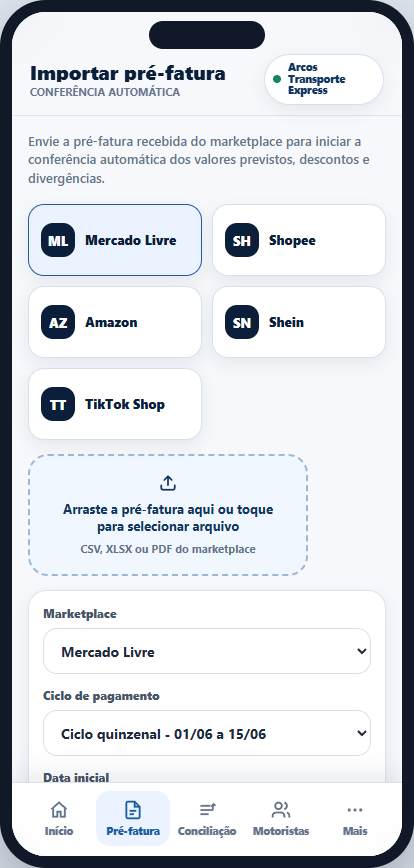 Importar pré-fatura
CONFERÊNCIA AUTOMÁTICA
Arcos
Transporte
Express
Envie a pré-fatura recebida do marketplace para iniciar a
conferência automática dos valores previstos, descontos e
divergências.
ML Mercado Livre
SH Shopee
AZ Amazon
SN Shein
TT TikTok Shop
Arraste a pré-fatura aqui ou toque
para selecionar arquivo
CSV, XLSX ou PDF do marketplace
Marketplace
Mercado Livre
Ciclo de pagamento
Ciclo quinzenal - 01/06 a 15/06
Data inicial
Início Pré-fatura Conciliação Motoristas Mais